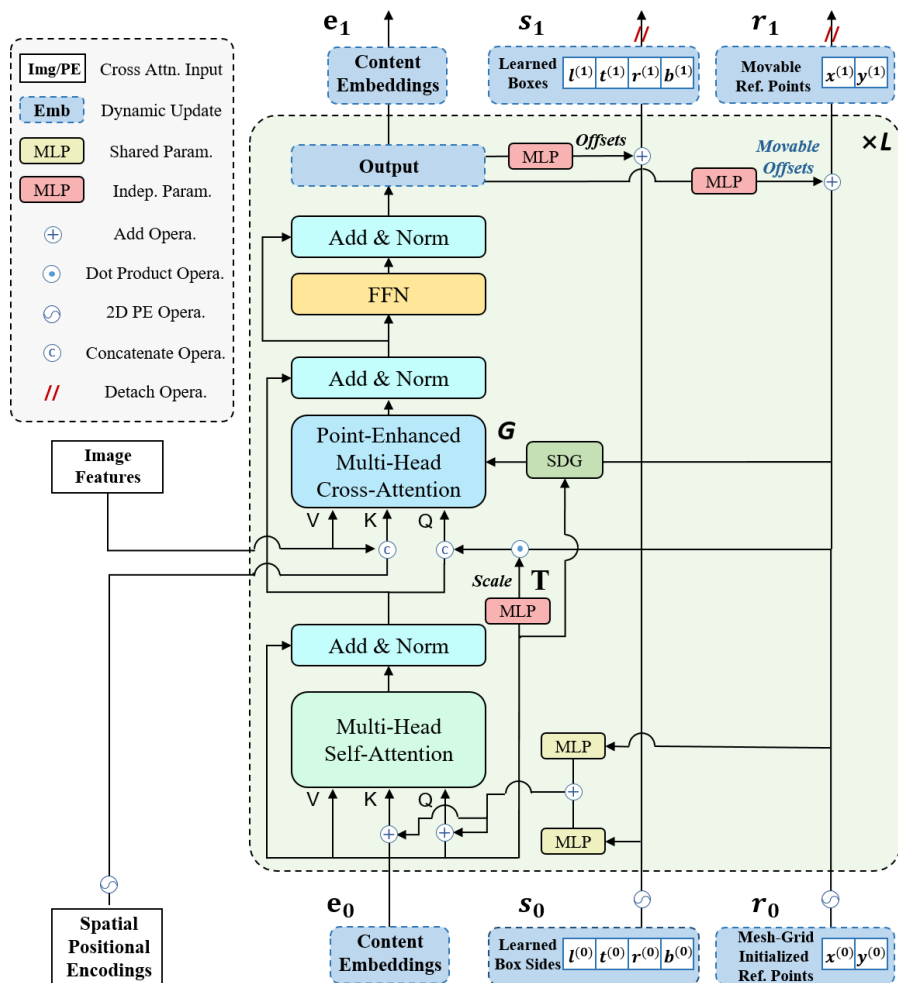 e₁
s₁
r₁
Content
Embeddings
Learned
Boxes
l⁽¹⁾ t⁽¹⁾ r⁽¹⁾ b⁽¹⁾
Movable
Ref. Points
x⁽¹⁾ y⁽¹⁾
Img/PE
Cross Attn. Input
Emb
Dynamic Update
MLP
Shared Param.
MLP
Indep. Param.
+
Add Opera.
Dot Product Opera.
2D PE Opera.
C
Concatenate Opera.
//
Detach Opera.
×L
Output
MLP
Offsets
+
MLP
Movable
Offsets
+
Add & Norm
FFN
Add & Norm
Point-Enhanced
Multi-Head
Cross-Attention
G
SDG
Image
Features
V
K
Q
C
C
Scale
T
MLP
Add & Norm
Multi-Head
Self-Attention
MLP
+
MLP
V
K
Q
+
+
Spatial
Positional
Encodings
e₀
s₀
r₀
Content
Embeddings
Learned
Box Sides
l⁽⁰⁾ t⁽⁰⁾ r⁽⁰⁾ b⁽⁰⁾
Mesh-Grid
Initialized
Ref. Points
x⁽⁰⁾ y⁽⁰⁾